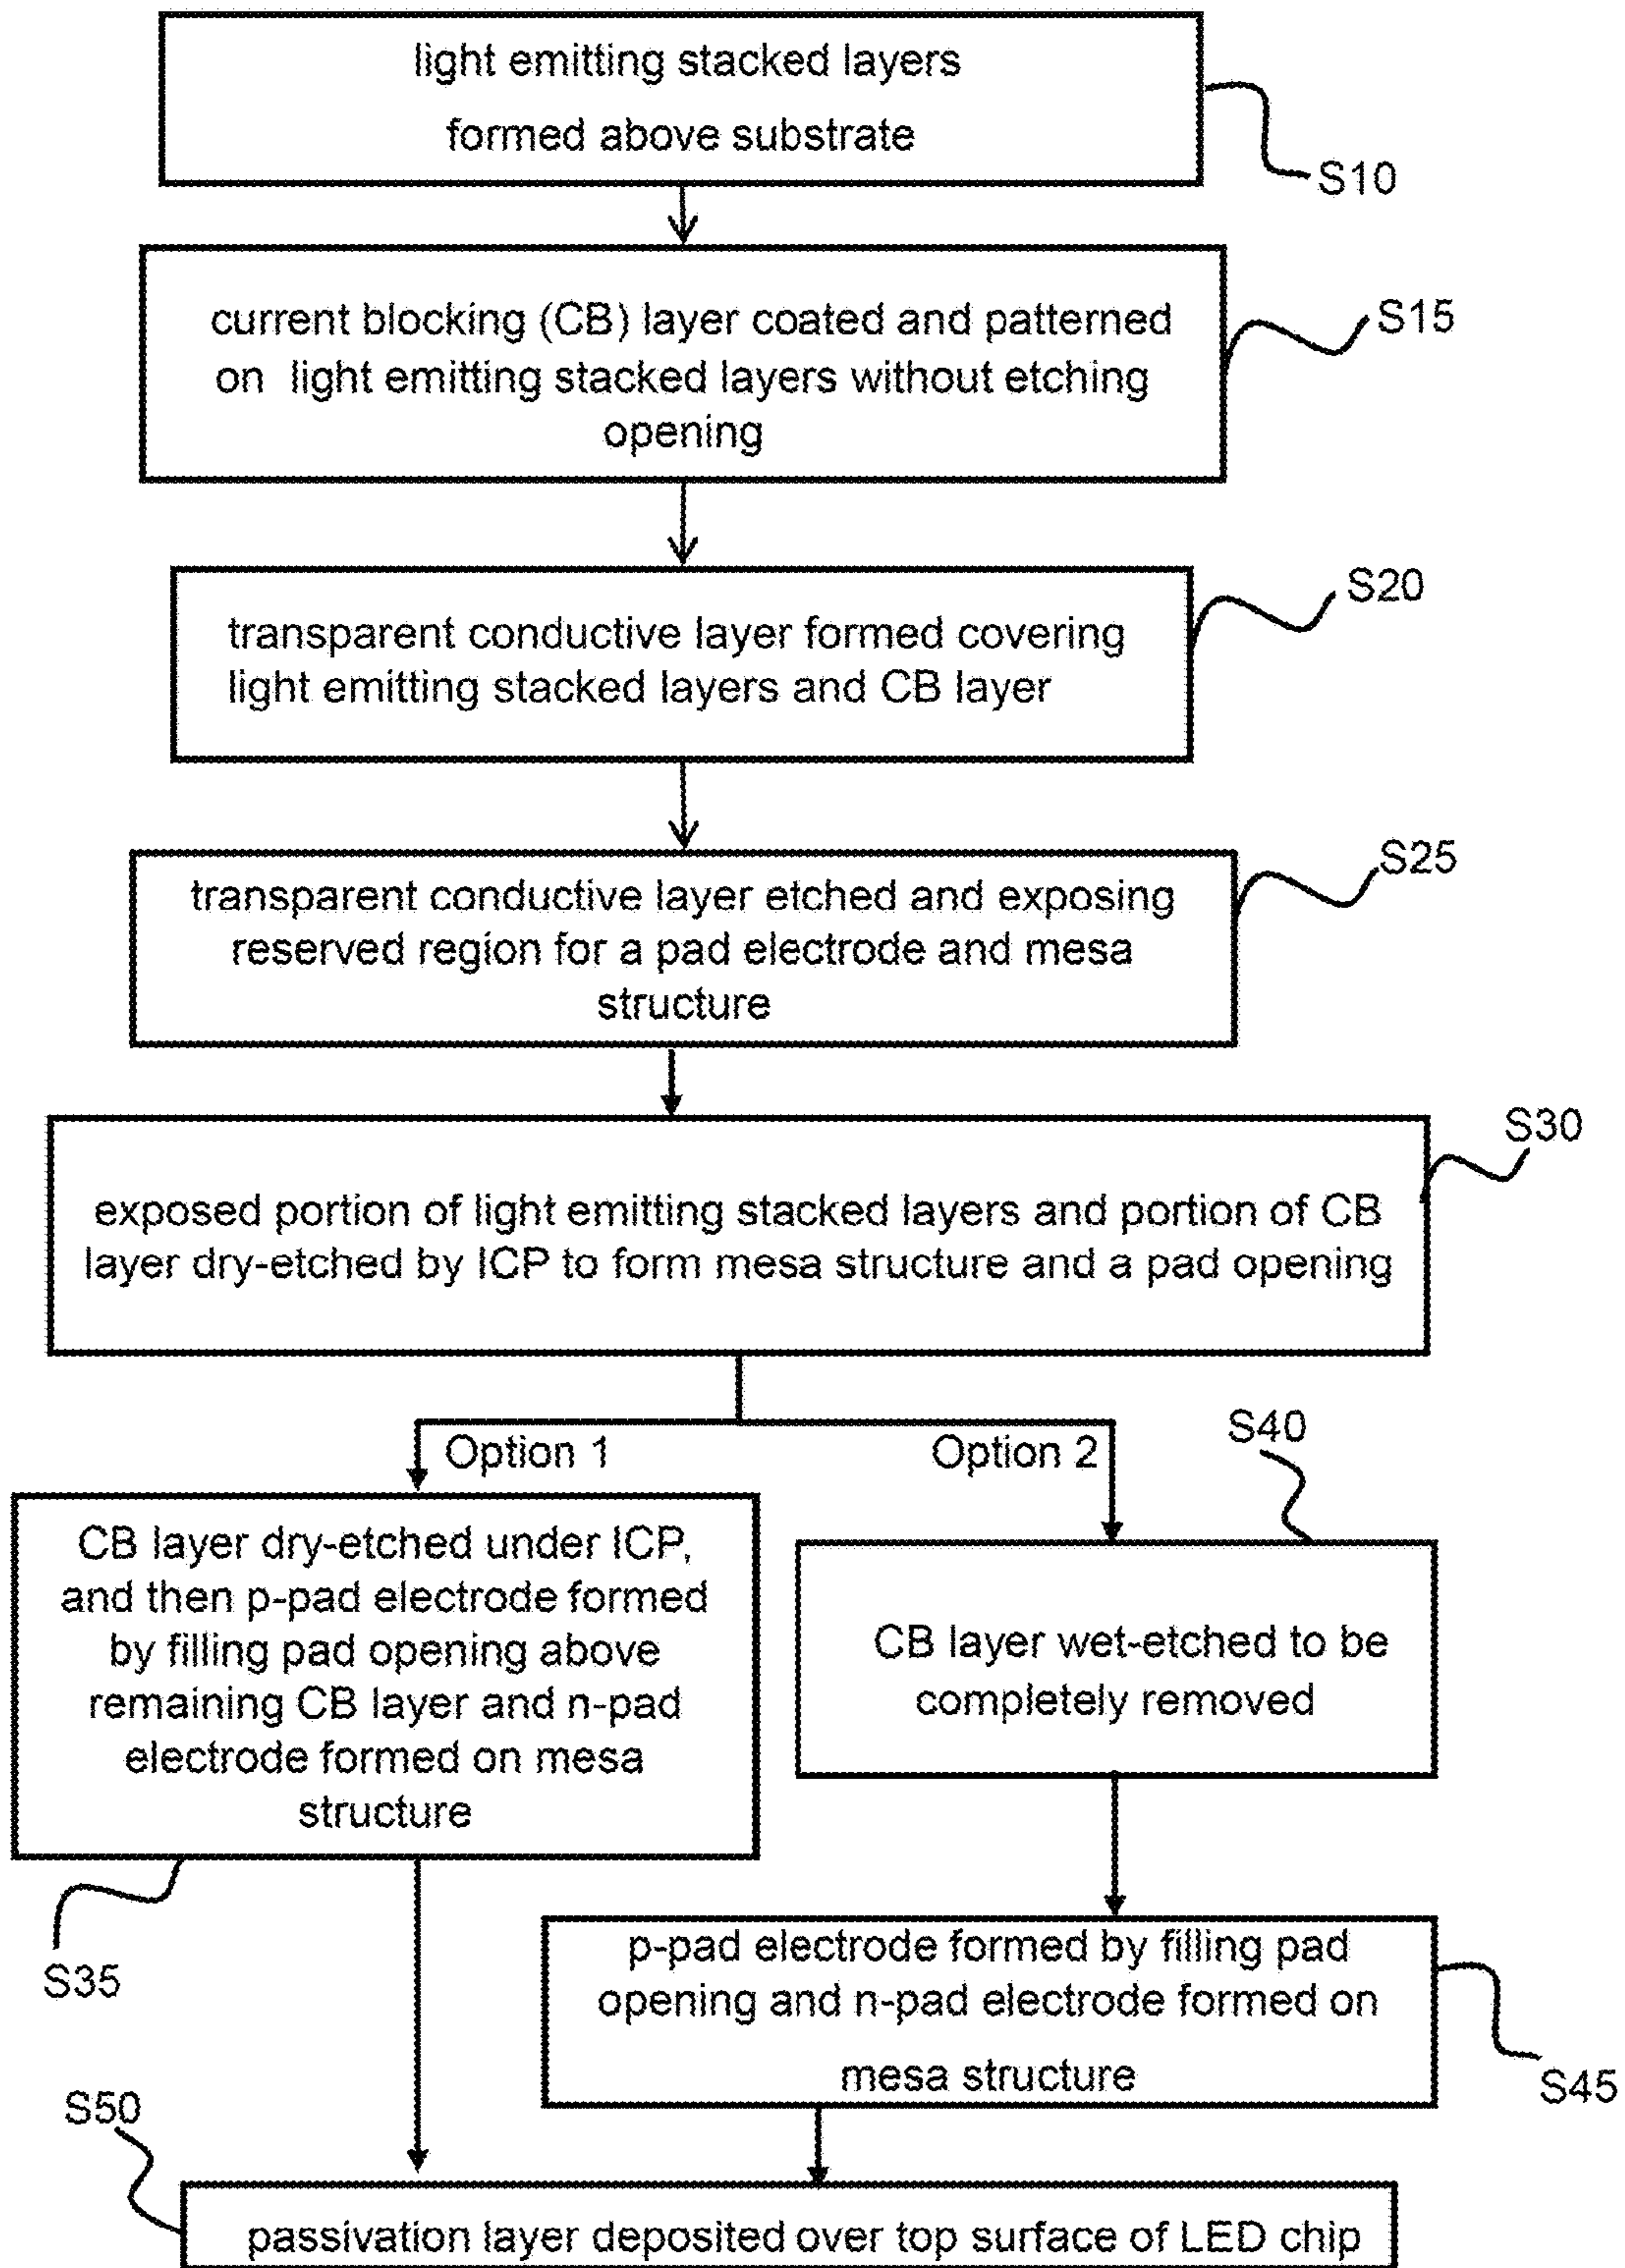 light emitting stacked layers
formed above substrate
S10
current blocking (CB) layer coated and patterned
on light emitting stacked layers without etching
opening
S15
transparent conductive layer formed covering
light emitting stacked layers and CB layer
S20
transparent conductive layer etched and exposing
reserved region for a pad electrode and mesa
structure
S25
exposed portion of light emitting stacked layers and portion of CB
layer dry-etched by ICP to form mesa structure and a pad opening
S30
Option 1
Option 2
S40
CB layer dry-etched under ICP,
and then p-pad electrode formed
by filling pad opening above
remaining CB layer and n-pad
electrode formed on mesa
structure
S35
CB layer wet-etched to be
completely removed
p-pad electrode formed by filling pad
opening and n-pad electrode formed on
mesa structure
S45
S50
passivation layer deposited over top surface of LED chip